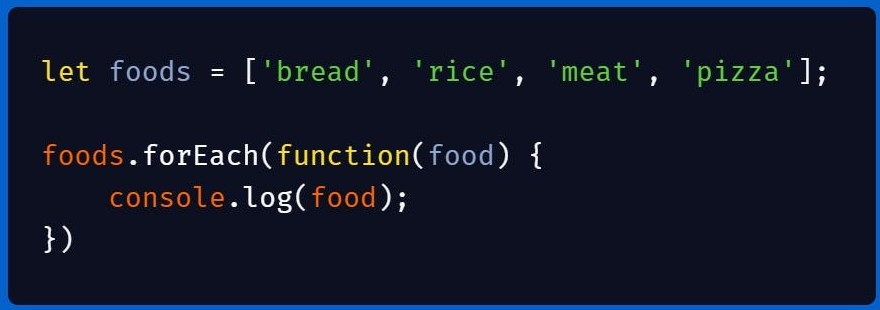 let foods = ['bread', 'rice', 'meat', 'pizza'];
foods.forEach(function(food) {
    console.log(food);
})